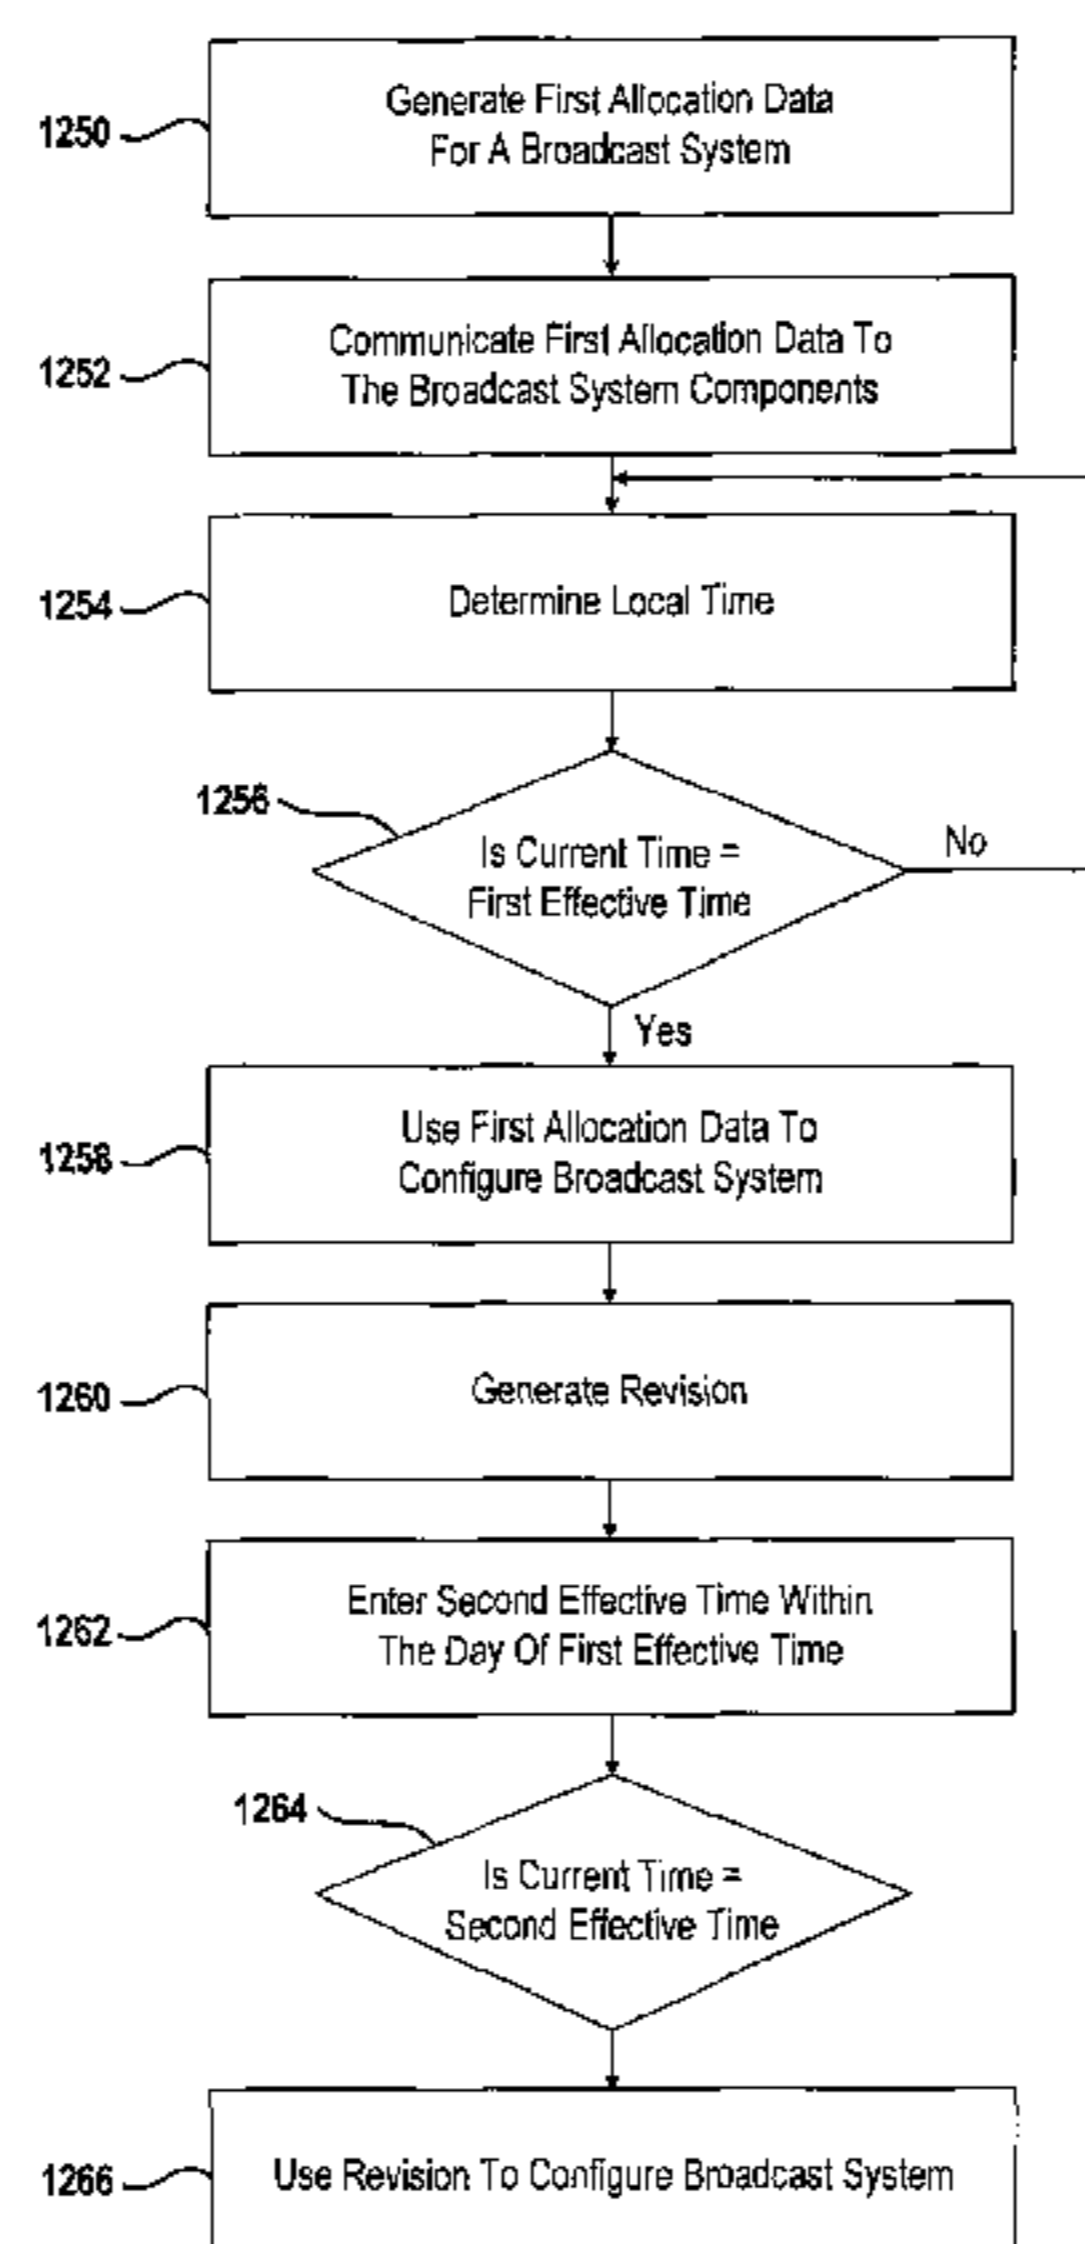 1250
Generate First Allocation Data
For A Broadcast System
1252
Communicate First Allocation Data To
The Broadcast System Components
1254
Determine Local Time
1256
Is Current Time =
First Effective Time
No
Yes
1258
Use First Allocation Data To
Configure Broadcast System
1260
Generate Revision
1262
Enter Second Effective Time Within
The Day Of First Effective Time
1264
Is Current Time =
Second Effective Time
1266
Use Revision To Configure Broadcast System